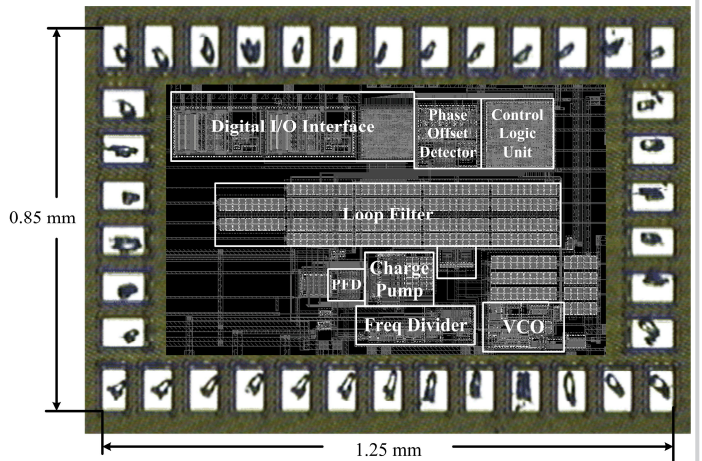 Digital I/O Interface
Phase
Offset
Detector
Control
Logic
Unit
0.85 mm
Loop Filter
PFD
Charge
Pump
Freq Divider
VCO
1.25 mm